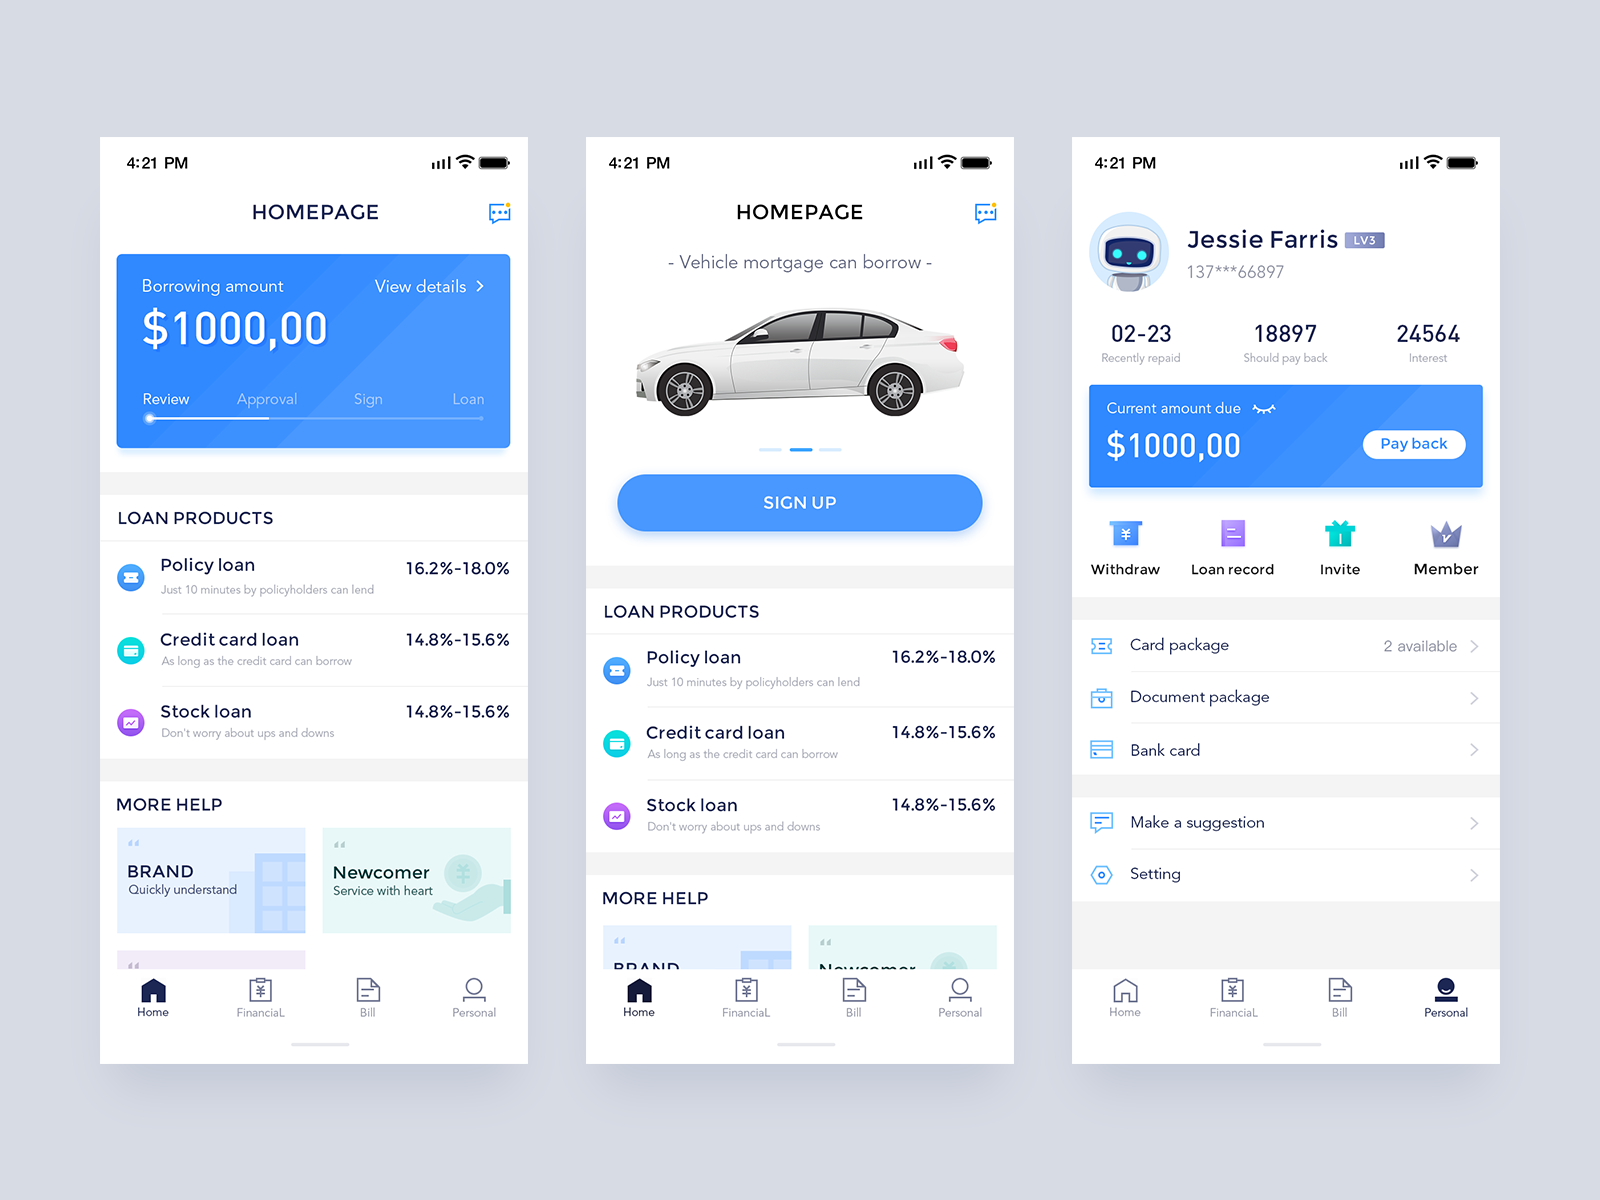 4:21 PM
HOMEPAGE
Borrowing amount
View details
$1000,00
Review
Approval
Sign
Loan
LOAN PRODUCTS
Policy loan
16.2%-18.0%
Just 10 minutes by policyholders can lend
Credit card loan
14.8%-15.6%
As long as the credit card can borrow
Stock loan
14.8%-15.6%
Don't worry about ups and downs
MORE HELP
“
BRAND
Quickly understand
“
Newcomer
Service with heart
¥
“
Home
¥
FinanciaL
Bill
Personal
4:21 PM
HOMEPAGE
- Vehicle mortgage can borrow -
SIGN UP
LOAN PRODUCTS
Policy loan
16.2%-18.0%
Just 10 minutes by policyholders can lend
Credit card loan
14.8%-15.6%
As long as the credit card can borrow
Stock loan
14.8%-15.6%
Don't worry about ups and downs
MORE HELP
“
BRAND
“
Newcomer
Home
¥
FinanciaL
Bill
Personal
4:21 PM
Jessie Farris
LV3
137***66897
02-23
Recently repaid
18897
Should pay back
24564
Interest
Current amount due
$1000,00
Pay back
¥
Withdraw
Loan record
Invite
V
Member
Card package
2 available
Document package
Bank card
Make a suggestion
Setting
Home
¥
FinanciaL
Bill
Personal